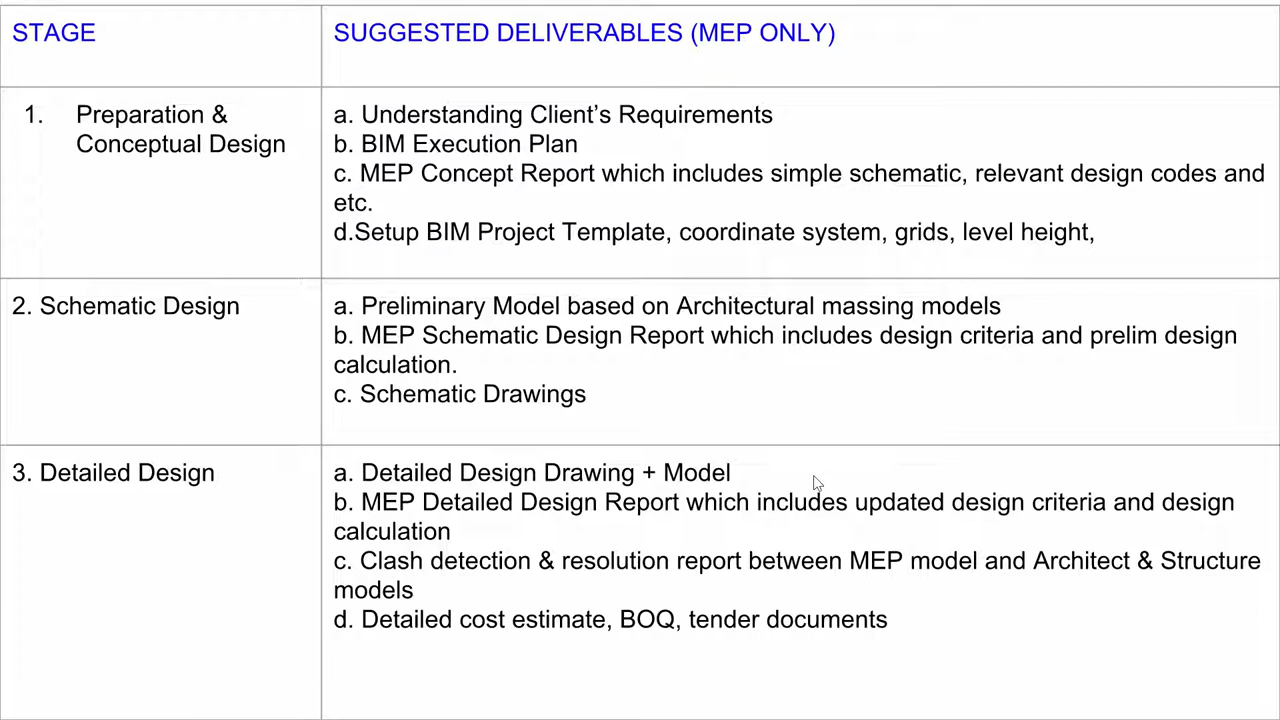 STAGE
SUGGESTED DELIVERABLES (MEP ONLY)
1. Preparation &
Conceptual Design
a. Understanding Client’s Requirements
b. BIM Execution Plan
c. MEP Concept Report which includes simple schematic, relevant design codes and
etc.
d.Setup BIM Project Template, coordinate system, grids, level height,
2. Schematic Design
a. Preliminary Model based on Architectural massing models
b. MEP Schematic Design Report which includes design criteria and prelim design
calculation.
c. Schematic Drawings
3. Detailed Design
a. Detailed Design Drawing + Model
b. MEP Detailed Design Report which includes updated design criteria and design
calculation
c. Clash detection & resolution report between MEP model and Architect & Structure
models
d. Detailed cost estimate, BOQ, tender documents